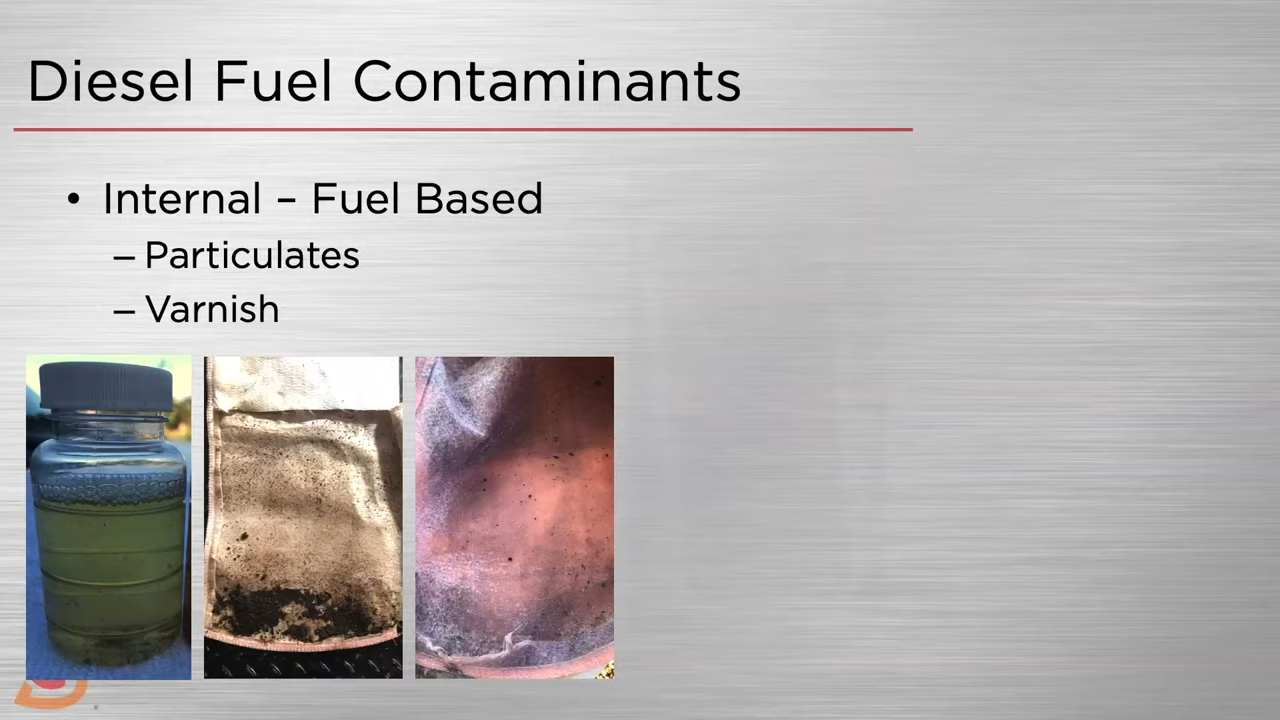 Diesel Fuel Contaminants
• Internal – Fuel Based
– Particulates
– Varnish